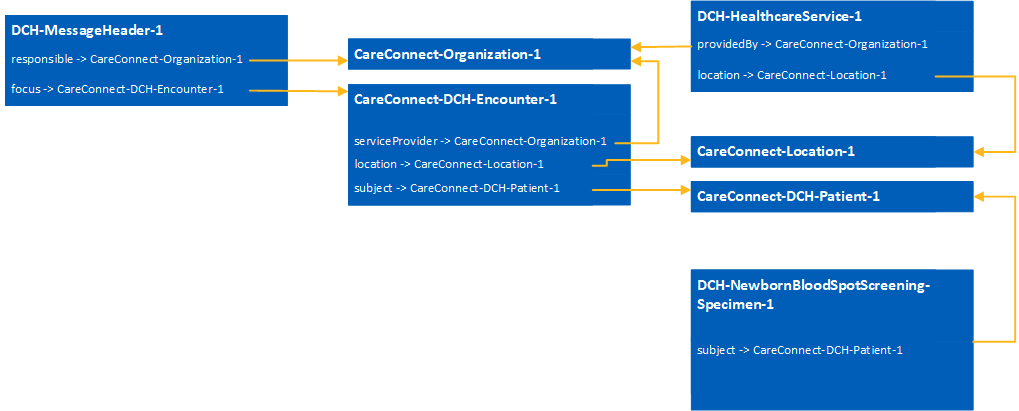 DCH-MessageHeader-1
responsible -> CareConnect-Organization-1
focus -> CareConnect-DCH-Encounter-1
CareConnect-Organization-1
CareConnect-DCH-Encounter-1
serviceProvider -> CareConnect-Organization-1
location -> CareConnect-Location-1
subject -> CareConnect-DCH-Patient-1
DCH-HealthcareService-1
providedBy -> CareConnect-Organization-1
location -> CareConnect-Location-1
CareConnect-Location-1
CareConnect-DCH-Patient-1
DCH-NewbornBloodSpotScreening-
Specimen-1
subject -> CareConnect-DCH-Patient-1